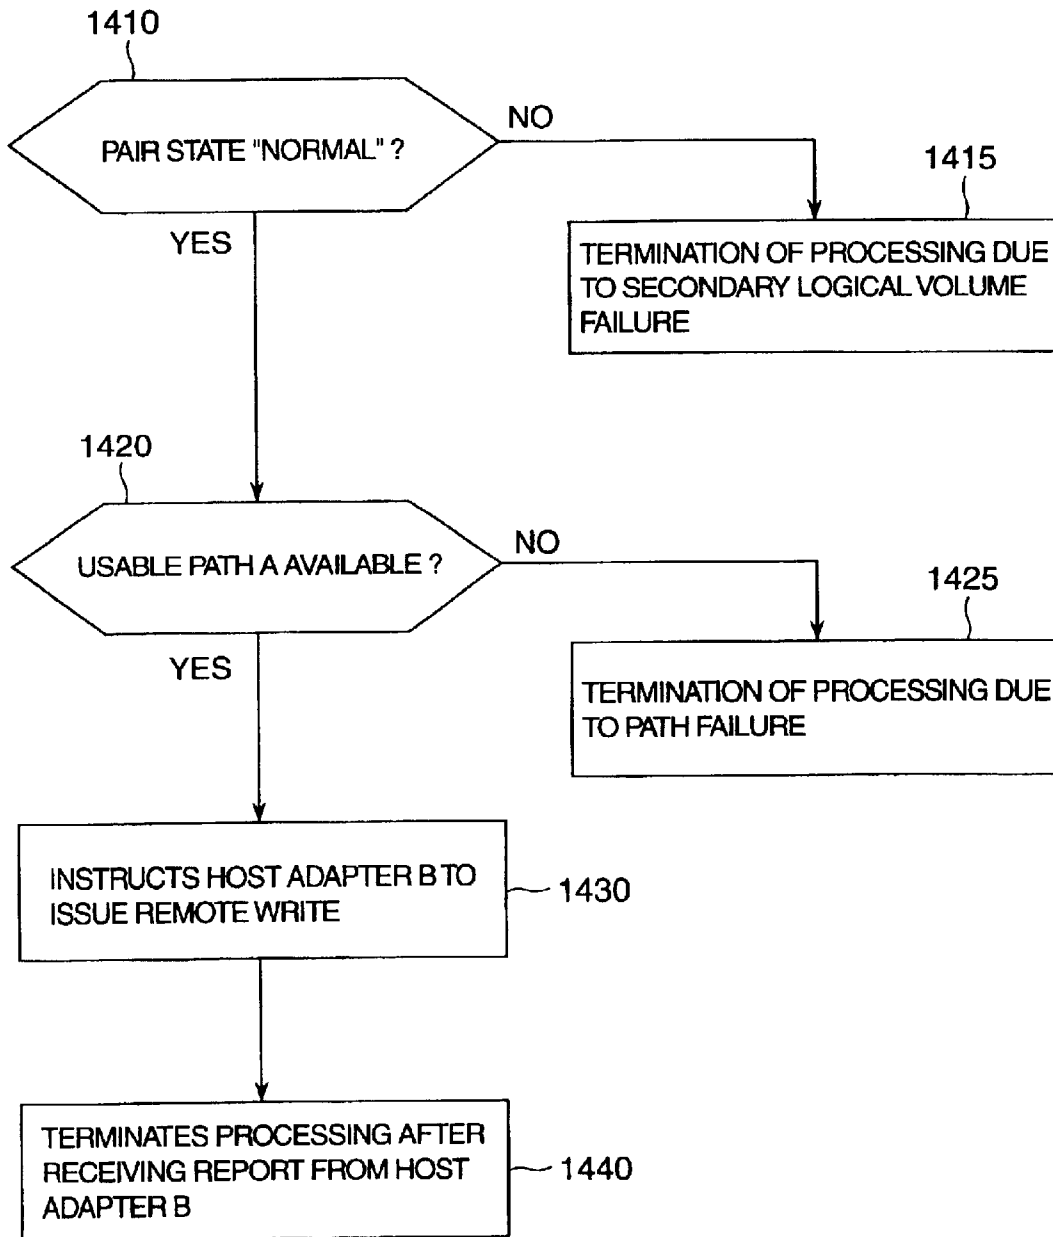 1410
PAIR STATE "NORMAL" ?
NO
YES
1415
TERMINATION OF PROCESSING DUE
TO SECONDARY LOGICAL VOLUME
FAILURE
1420
USABLE PATH A AVAILABLE ?
NO
YES
1425
TERMINATION OF PROCESSING DUE
TO PATH FAILURE
INSTRUCTS HOST ADAPTER B TO
ISSUE REMOTE WRITE
1430
TERMINATES PROCESSING AFTER
RECEIVING REPORT FROM HOST
ADAPTER B
1440